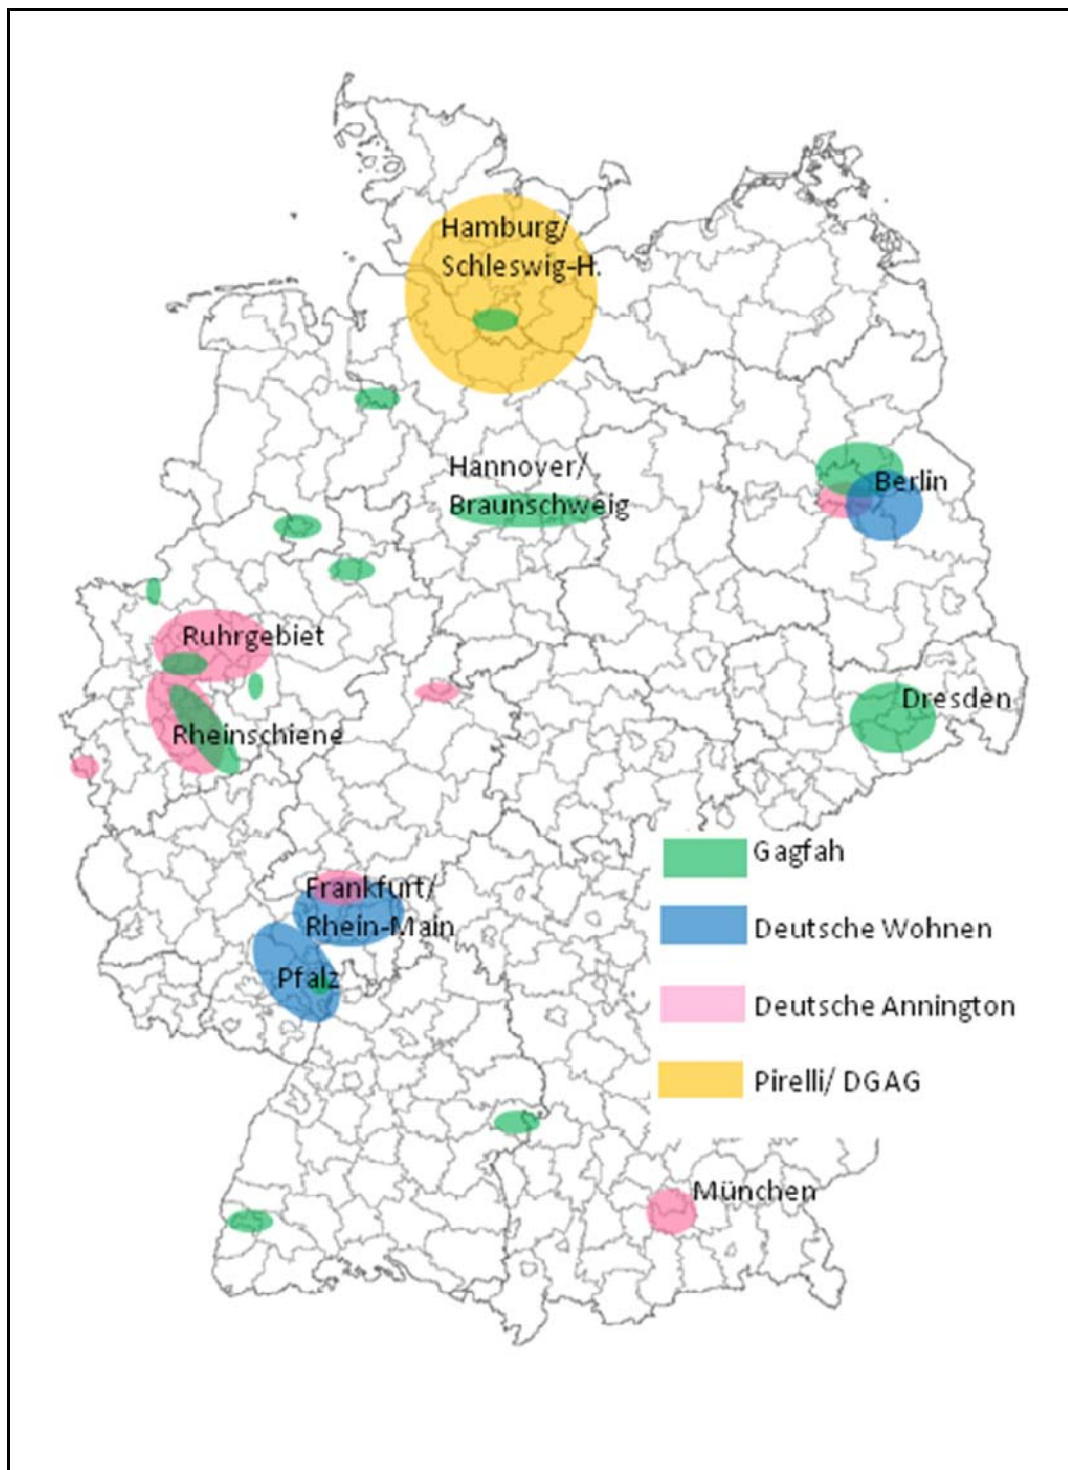 Hamburg/
Schleswig-H.
Hannover/
Braunschweig
Berlin
Ruhrgebiet
Dresden
Rheinschiene
Gagfah
Frankfurt/
Rhein-Main
Deutsche Wohnen
Pfalz
Deutsche Annington
Pirelli/ DGAG
München